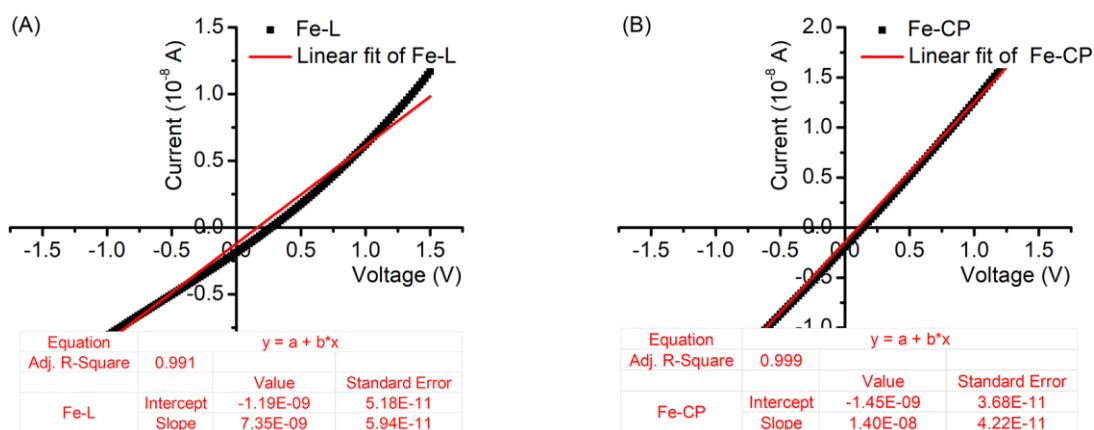 (A)
Fe-L
Linear fit of Fe-L
Current (10⁻⁸ A)
1.5
1.0
0.5
0.0
-0.5
-1.5 -1.0 -0.5 0.0 0.5 1.0 1.5
Voltage (V)
Equation y = a + b*x
Adj. R-Square 0.991
Value Standard Error
Fe-L Intercept -1.19E-09 5.18E-11
Slope 7.35E-09 5.94E-11
(B)
Fe-CP
Linear fit of Fe-CP
Current (10⁻⁸ A)
2.0
1.5
1.0
0.5
0.0
-0.5
-1.0
-1.5 -1.0 -0.5 0.0 0.5 1.0 1.5
Voltage (V)
Equation y = a + b*x
Adj. R-Square 0.999
Value Standard Error
Fe-CP Intercept -1.45E-09 3.68E-11
Slope 1.40E-08 4.22E-11